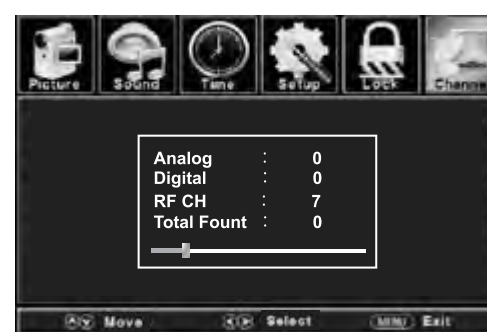 Picture Sound Time Setup Lock Channe
Analog : 0
Digital : 0
RF CH : 7
Total Fount : 0
Move Select MENU Exit